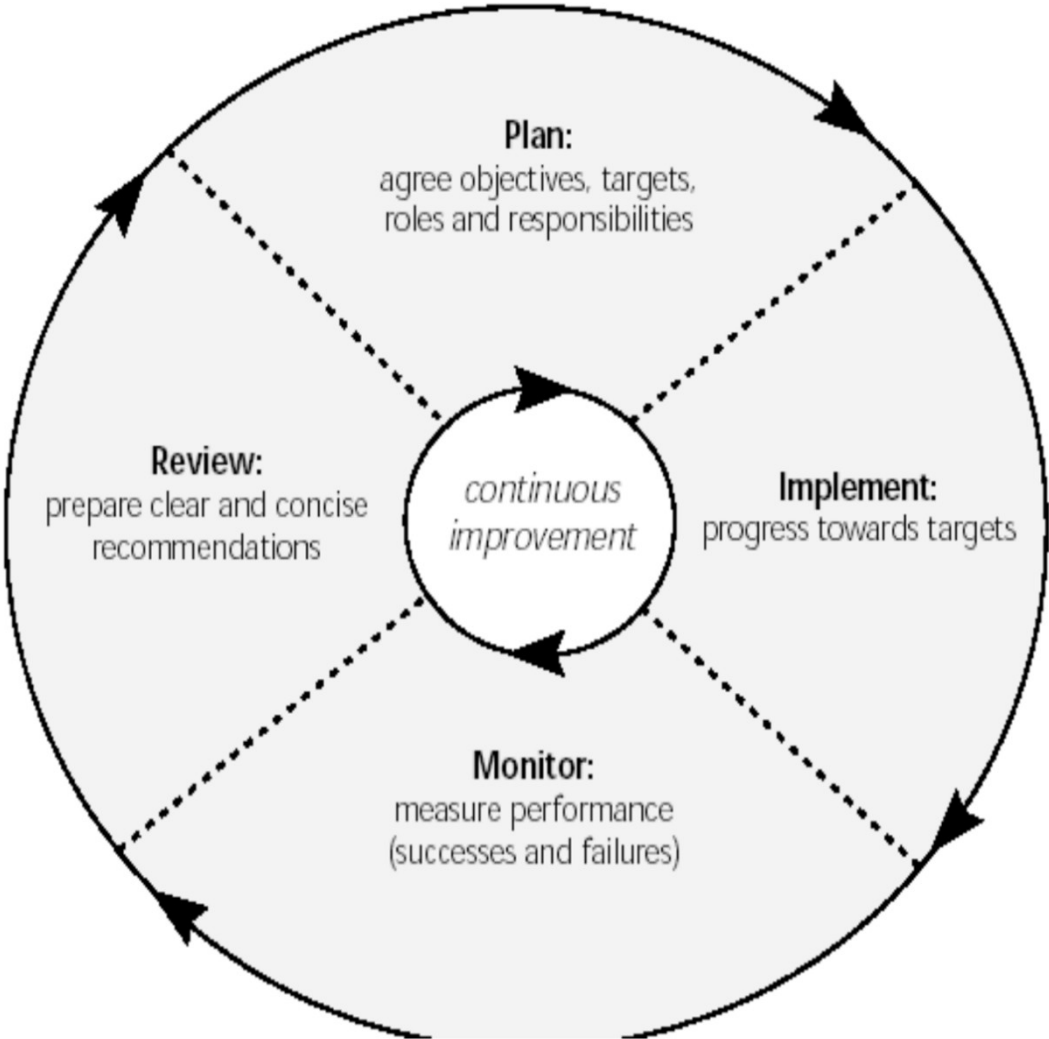 Plan:
agree objectives, targets,
roles and responsibilities
Review:
prepare clear and concise
recommendations
continuous
improvement
Implement:
progress towards targets
Monitor:
measure performance
(successes and failures)